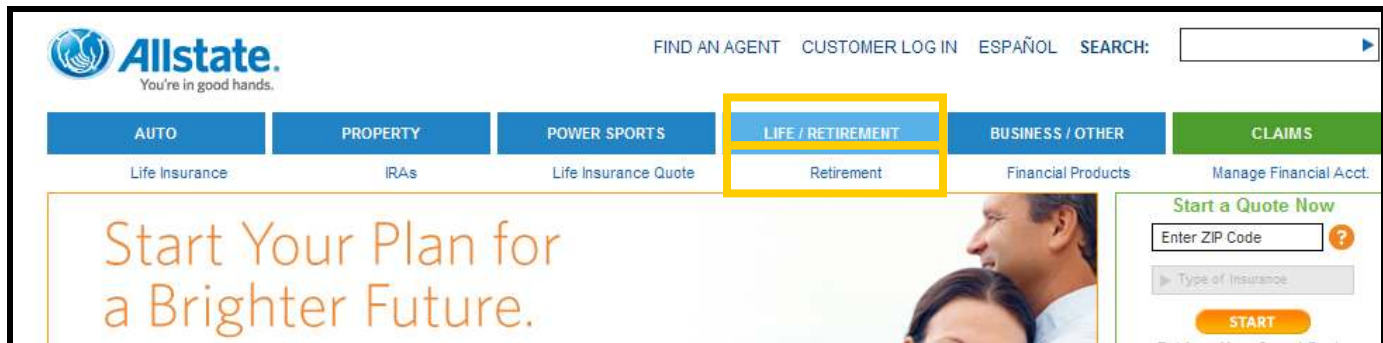 Allstate.
You're in good hands.
FIND AN AGENT CUSTOMER LOG IN ESPAÑOL SEARCH:
AUTO PROPERTY POWER SPORTS LIFE / RETIREMENT BUSINESS / OTHER CLAIMS
Life Insurance IRAs Life Insurance Quote Retirement Financial Products Manage Financial Acct.
Start Your Plan for
a Brighter Future.
Start a Quote Now
Enter ZIP Code ?
Type of Insurance
START